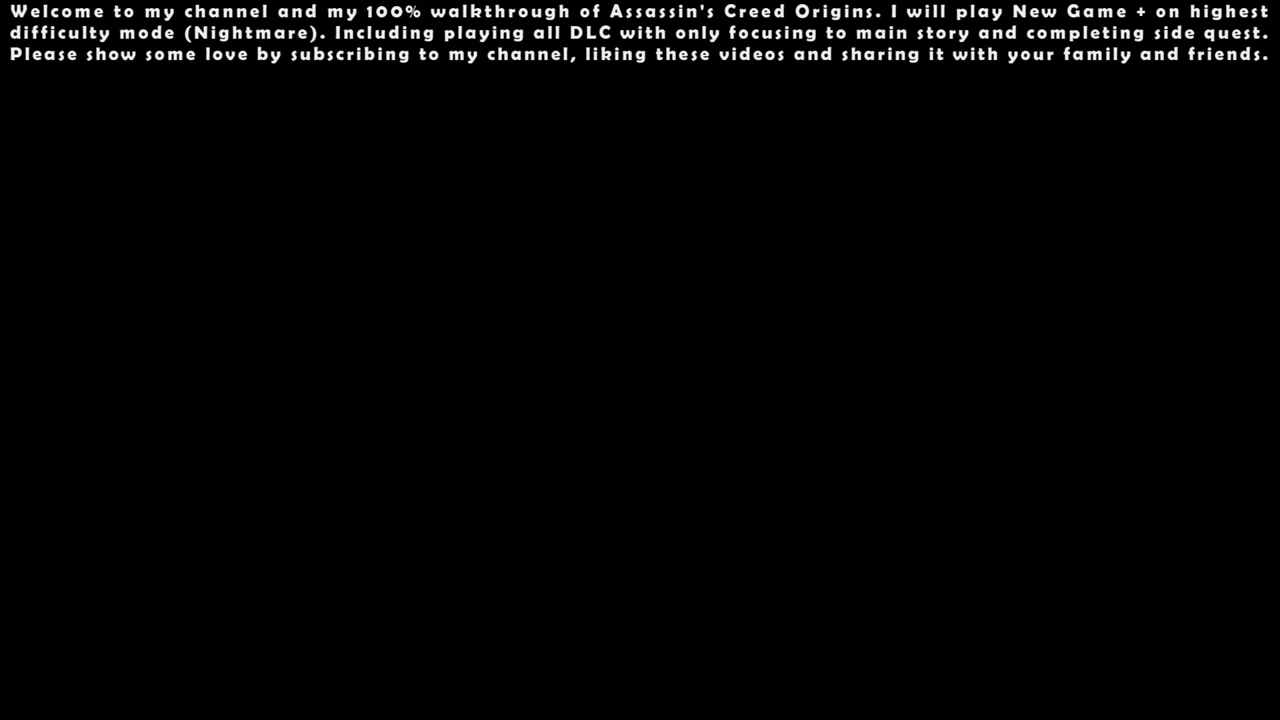 Welcome to my channel and my 100% walkthrough of Assassin's Creed Origins. I will play New Game + on highest
difficulty mode (Nightmare). Including playing all DLC with only focusing to main story and completing side quest.
Please show some love by subscribing to my channel, liking these videos and sharing it with your family and friends.